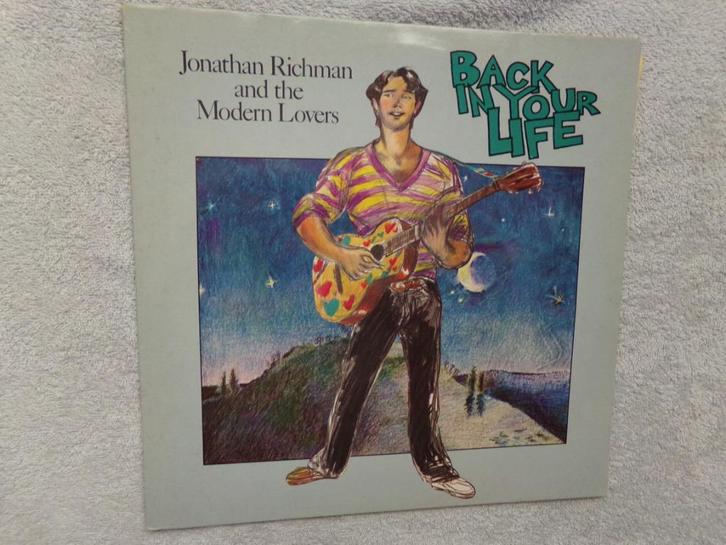 Jonathan Richman
and the
Modern Lovers
BACK
IN YOUR
LIFE